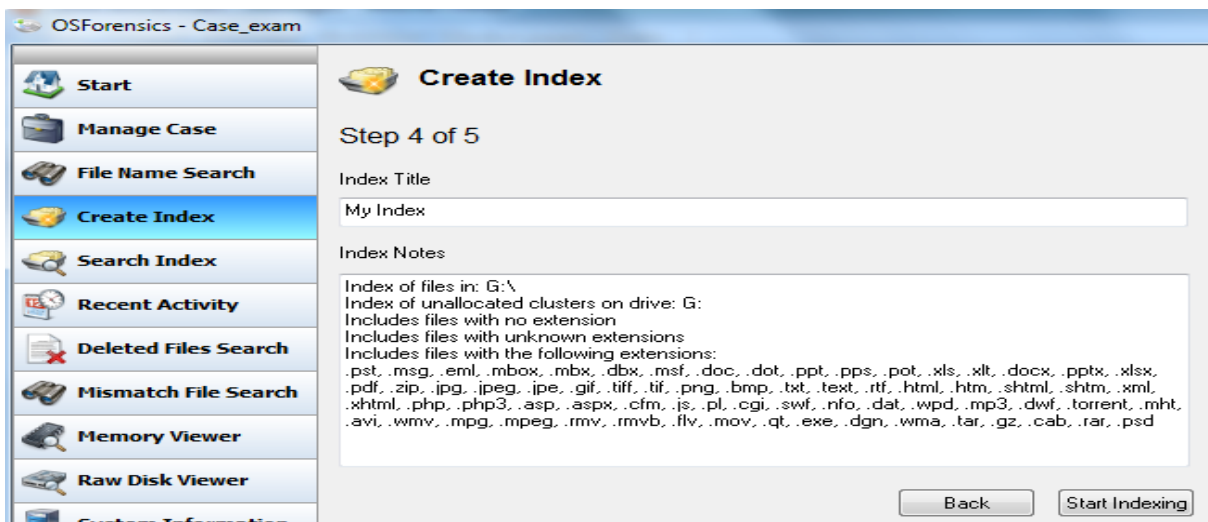 OSForensics - Case_exam
Start
Manage Case
File Name Search
Create Index
Search Index
Recent Activity
Deleted Files Search
Mismatch File Search
Memory Viewer
Raw Disk Viewer
System Information
Create Index
Step 4 of 5
Index Title
My Index
Index Notes
Index of files in: G:\
Index of unallocated clusters on drive: G:
Includes files with no extension
Includes files with unknown extensions
Includes files with the following extensions:
.pst, .msg, .eml, .mbox, .mbx, .dbx, .msf, .doc, .dot, .ppt, .pps, .pot, .xls, .xlt, .docx, .pptx, .xlsx,
.pdf, .zip, .jpg, .jpeg, .jpe, .gif, .tiff, .tif, .png, .bmp, .txt, .text, .rtf, .html, .htm, .shtml, .shtm, .xml,
.xhtml, .php, .php3, .asp, .aspx, .cfm, .js, .pl, .cgi, .swf, .nfo, .dat, .wpd, .mp3, .dwf, .torrent, .mht,
.avi, .wmv, .mpg, .mpeg, .rmv, .rmvb, .flv, .mov, .qt, .exe, .dgn, .wma, .tar, .gz, .cab, .rar, .psd
Back
Start Indexing